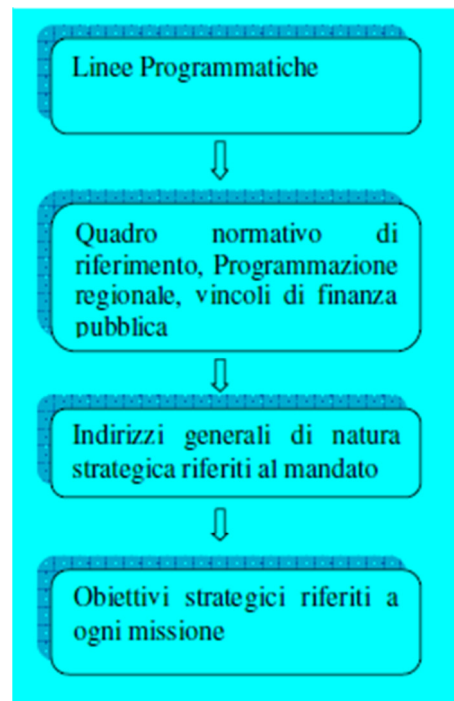 Linee Programmatiche
Quadro normativo di
riferimento, Programmazione
regionale, vincoli di finanza
pubblica
Indirizzi generali di natura
strategica riferiti al mandato
Obiettivi strategici riferiti a
ogni missione